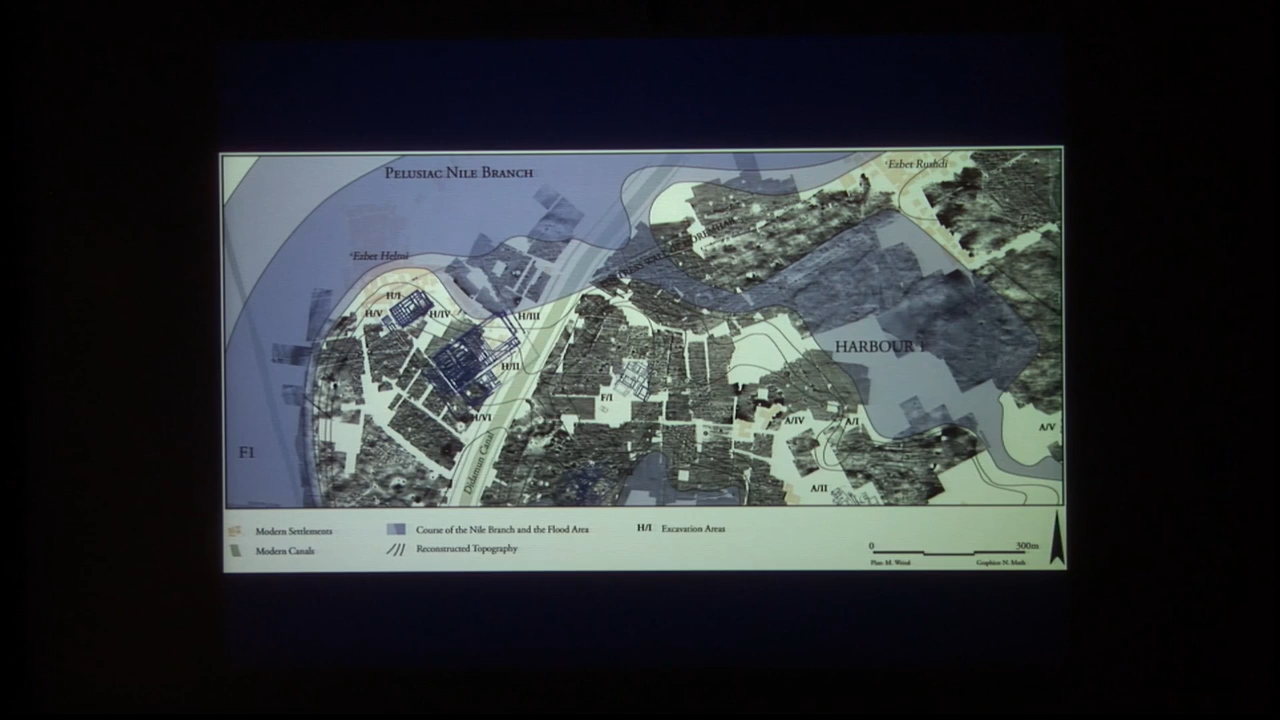 PELUSIAC NILE BRANCH
'Ezbet Rushdi
'Ezbet Helmi
H/I
H/V
H/IV
H/III
H/II
H/VI
HARBOUR
F/I
A/IV
A/I
A/V
A/II
F1
Didamun Canal
Modern Settlements
Modern Canals
Course of the Nile Branch and the Flood Area
Reconstructed Topography
H/I Excavation Areas
0 500m